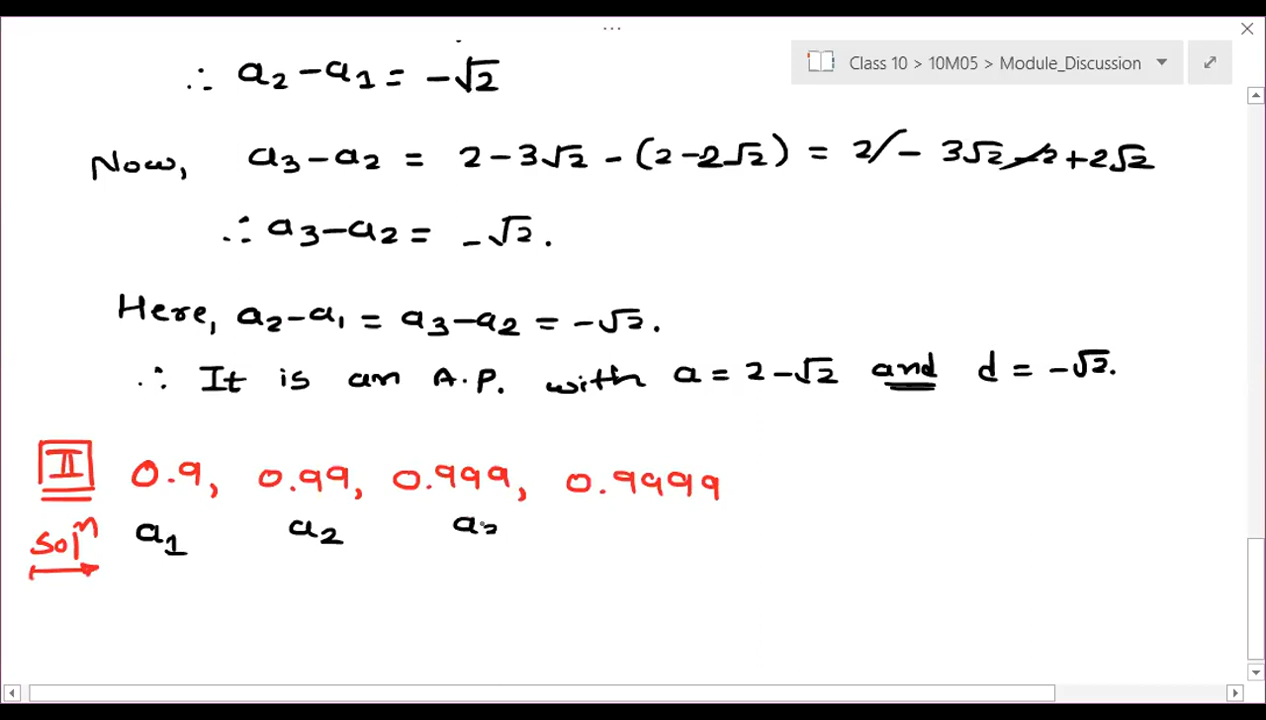 Class 10 > 10M05 > Module_Discussion
∴ a₂ - a₁ = -√2
Now, a₃ - a₂ = 2 - 3√2 - (2 - 2√2) = 2 - 3√2 - 2 + 2√2
∴ a₃ - a₂ = -√2.
Here, a₂ - a₁ = a₃ - a₂ = -√2.
∴ It is an A.P. with a = 2 - √2 and d = -√2.
II 0.9, 0.99, 0.999, 0.9999
Solⁿ a₁ a₂